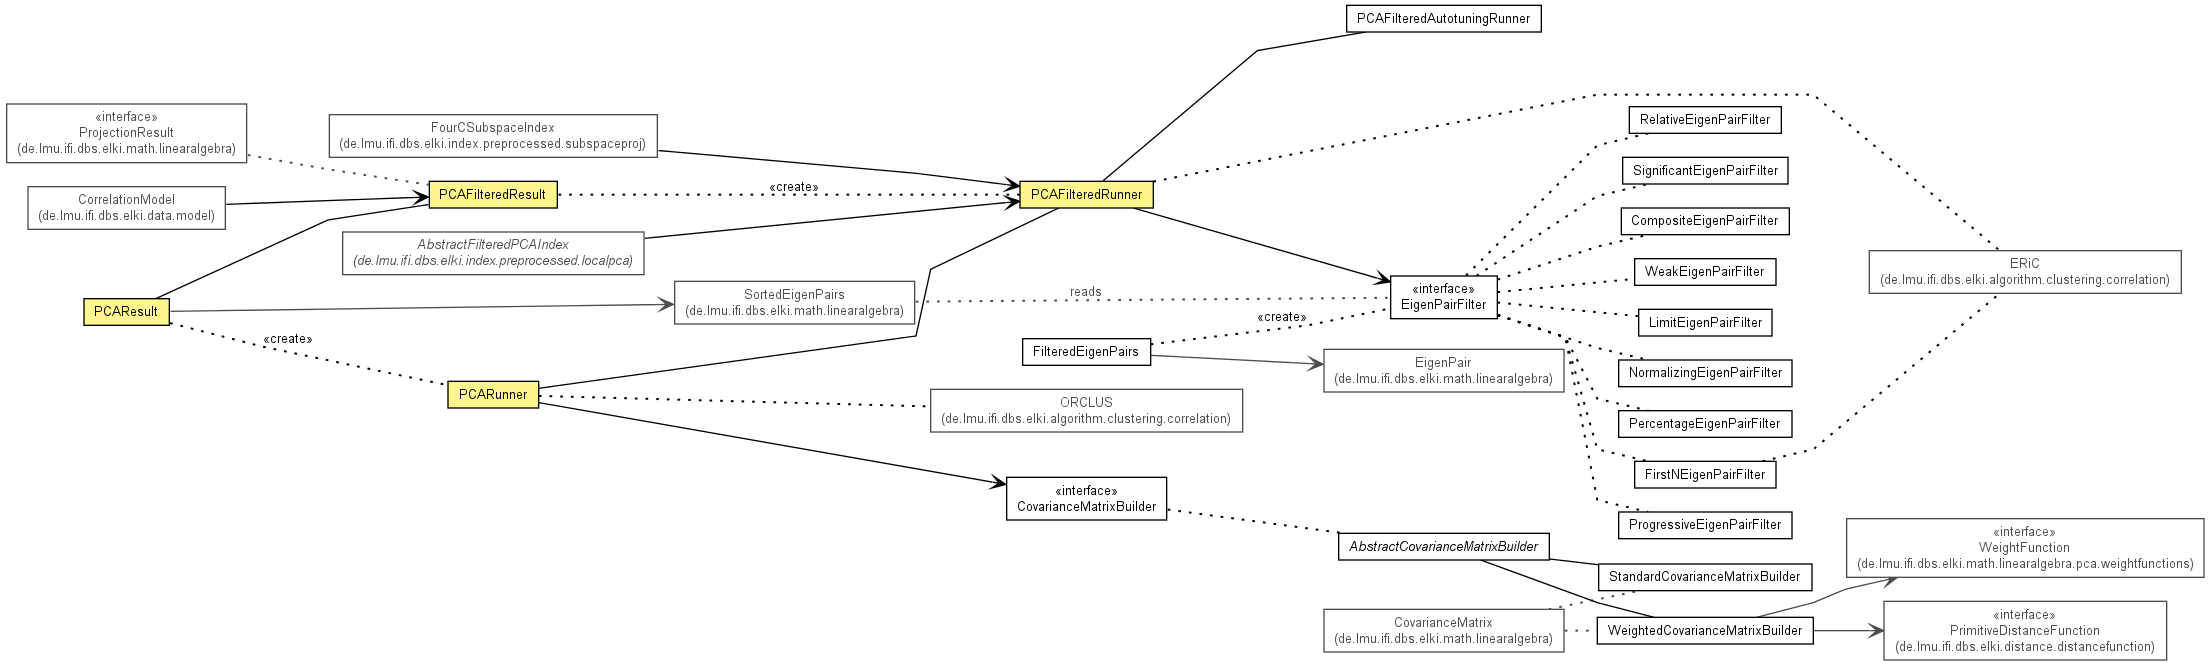 PCAFilteredAutotuningRunner
«interface»
ProjectionResult
(de.lmu.ifi.dbs.elki.math.linearalgebra)
FourCSubspaceIndex
(de.lmu.ifi.dbs.elki.index.preprocessed.subspaceproj)
RelativeEigenPairFilter
SignificantEigenPairFilter
CorrelationModel
(de.lmu.ifi.dbs.elki.data.model)
PCAFilteredResult
«create»
PCAFilteredRunner
CompositeEigenPairFilter
AbstractFilteredPCAIndex
(de.lmu.ifi.dbs.elki.index.preprocessed.localpca)
WeakEigenPairFilter
ERiC
(de.lmu.ifi.dbs.elki.algorithm.clustering.correlation)
PCAResult
SortedEigenPairs
(de.lmu.ifi.dbs.elki.math.linearalgebra)
reads
«interface»
EigenPairFilter
«create»
LimitEigenPairFilter
«create»
FilteredEigenPairs
EigenPair
(de.lmu.ifi.dbs.elki.math.linearalgebra)
NormalizingEigenPairFilter
PCARunner
ORCLUS
(de.lmu.ifi.dbs.elki.algorithm.clustering.correlation)
PercentageEigenPairFilter
FirstNEigenPairFilter
«interface»
CovarianceMatrixBuilder
ProgressiveEigenPairFilter
AbstractCovarianceMatrixBuilder
«interface»
WeightFunction
(de.lmu.ifi.dbs.elki.math.linearalgebra.pca.weightfunctions)
StandardCovarianceMatrixBuilder
CovarianceMatrix
(de.lmu.ifi.dbs.elki.math.linearalgebra)
WeightedCovarianceMatrixBuilder
«interface»
PrimitiveDistanceFunction
(de.lmu.ifi.dbs.elki.distance.distancefunction)